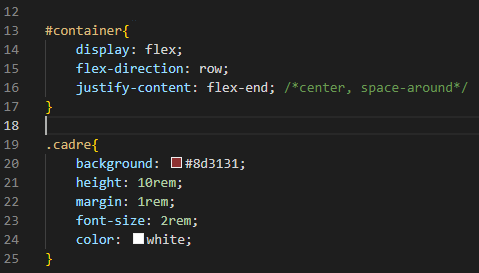 12
13 #container{
14 display: flex;
15 flex-direction: row;
16 justify-content: flex-end; /*center, space-around*/
17 }
18
19 .cadre{
20 background: #8d3131;
21 height: 10rem;
22 margin: 1rem;
23 font-size: 2rem;
24 color: white;
25 }